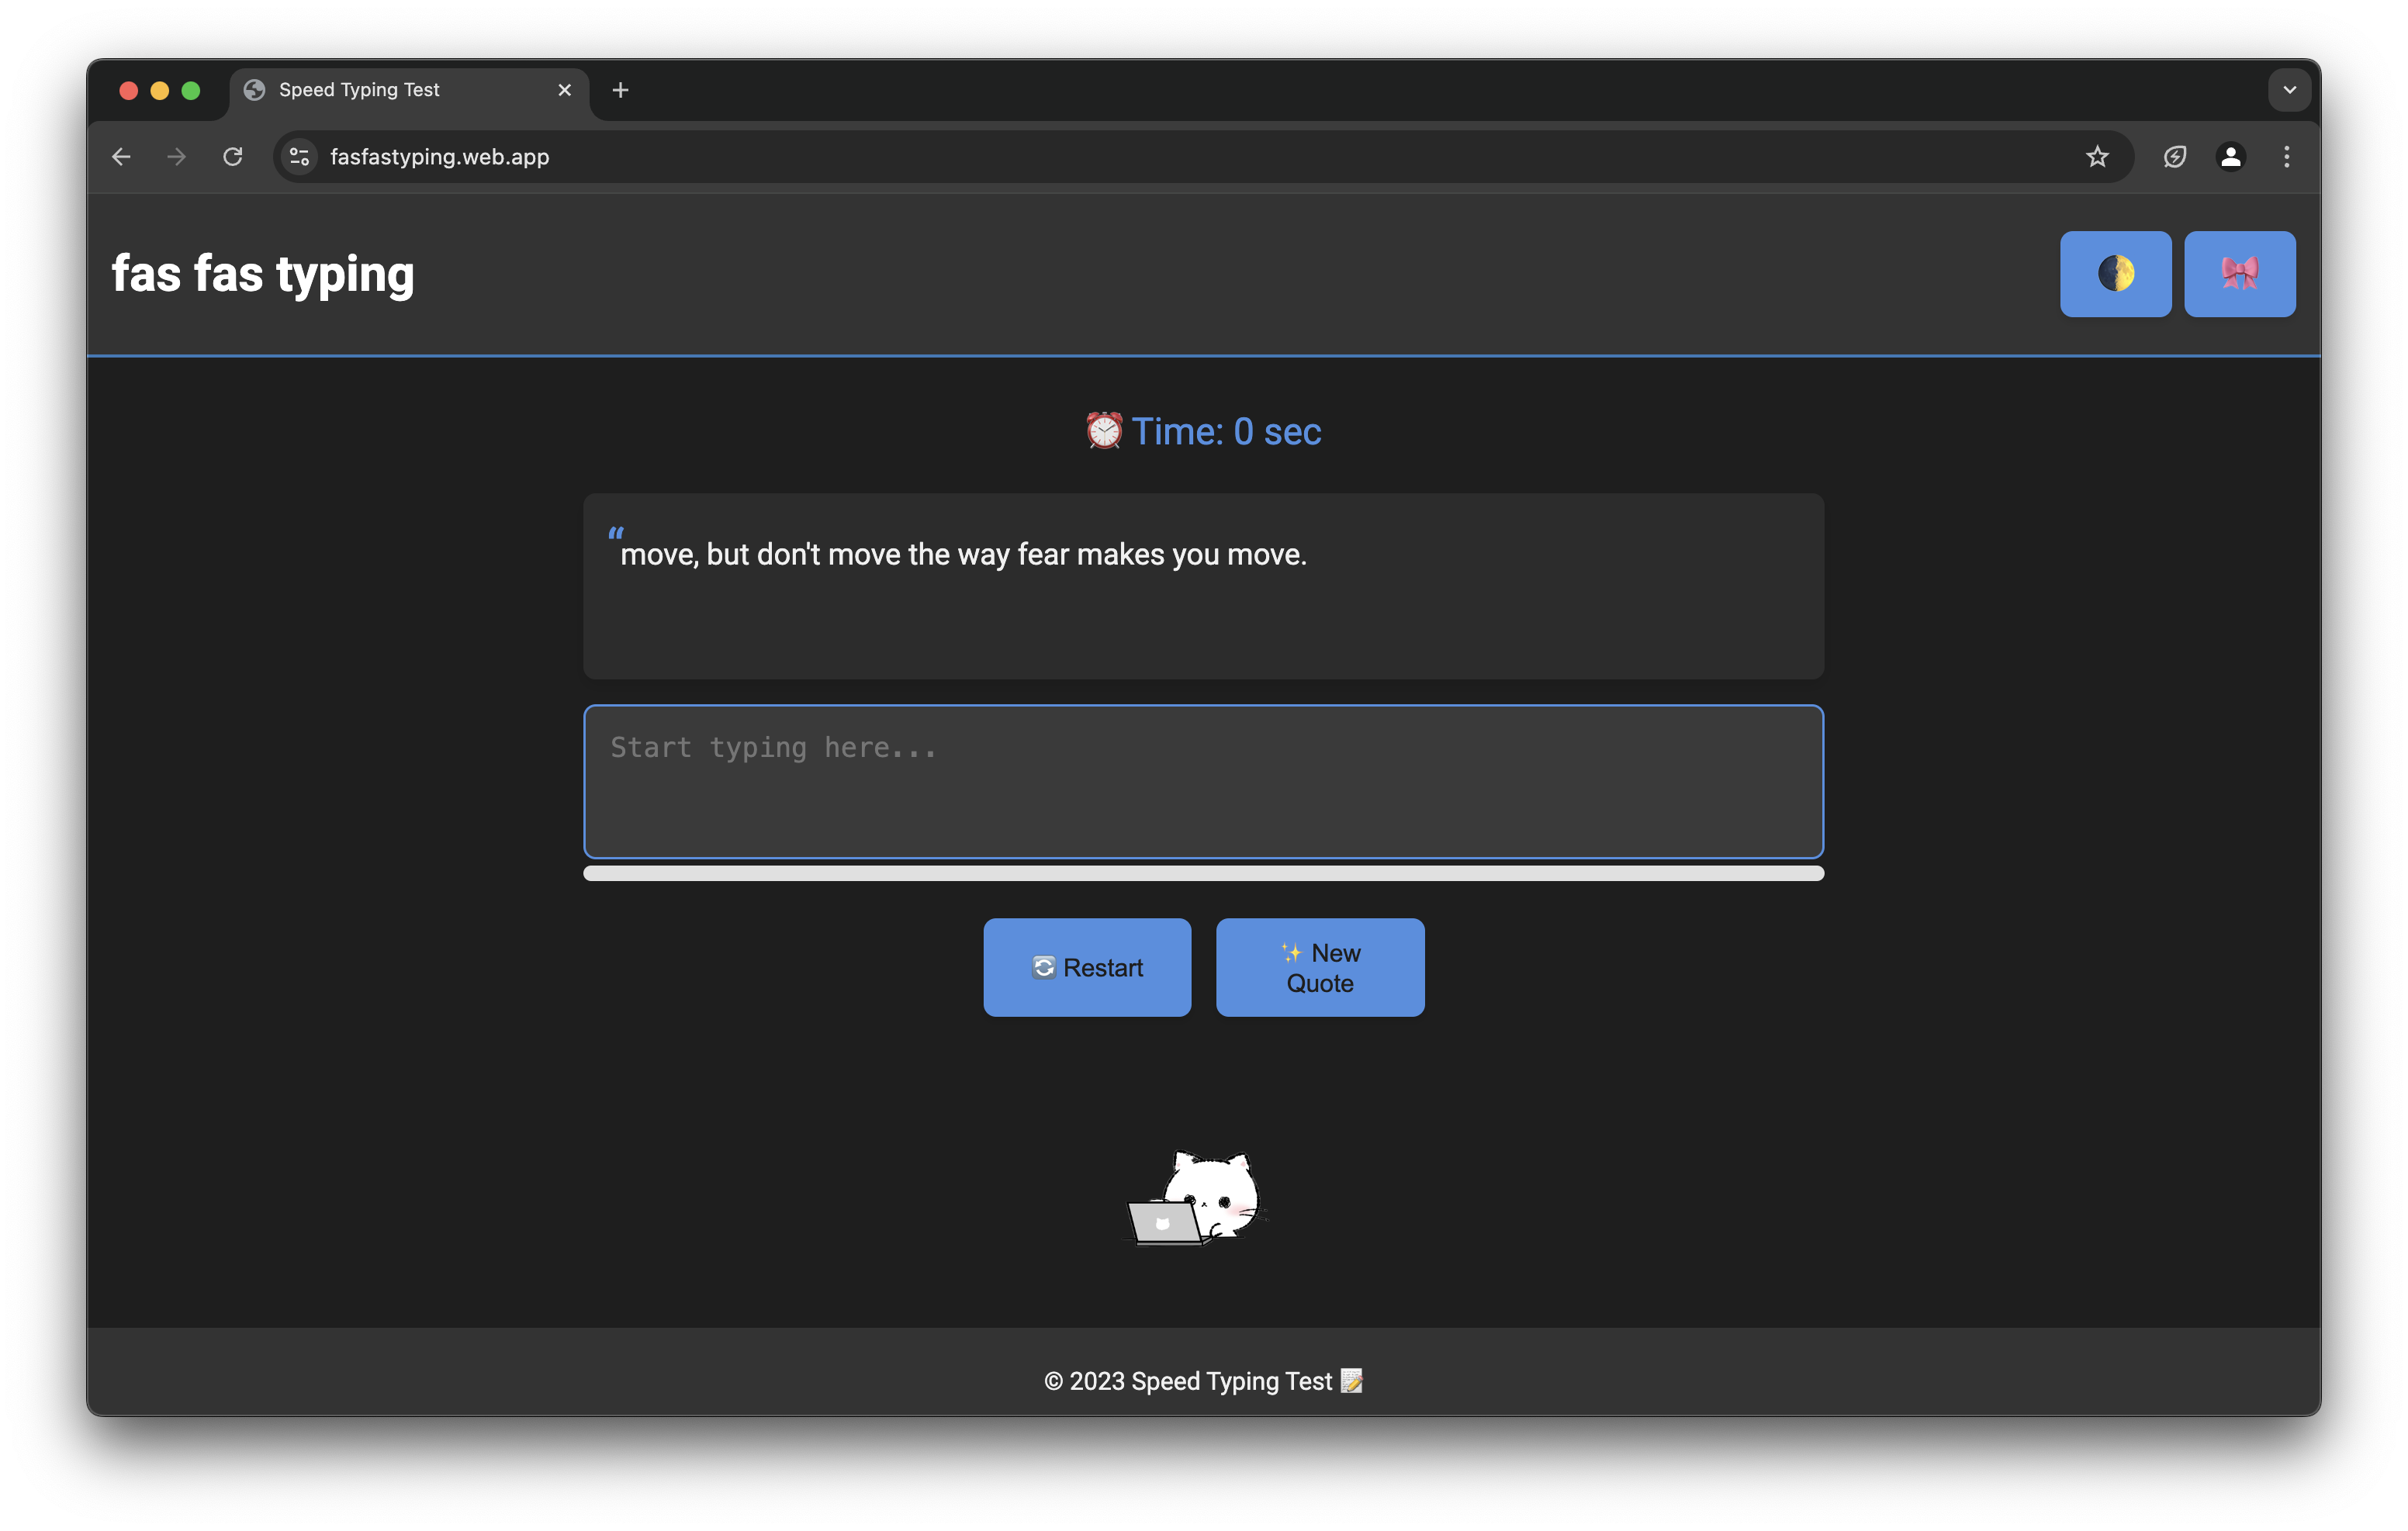 Speed Typing Test
fasfastyping.web.app
fas fas typing
Time: 0 sec
“move, but don't move the way fear makes you move.
Start typing here...
Restart
New
Quote
© 2023 Speed Typing Test